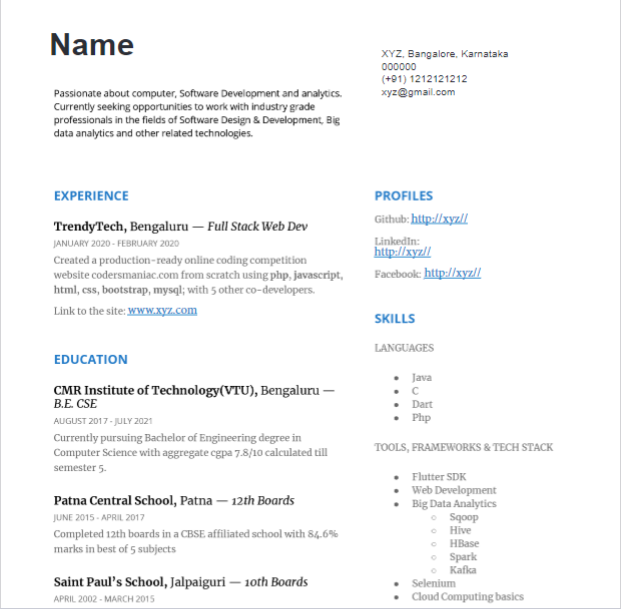 Name
XYZ, Bangalore, Karnataka
000000
(+91) 1212121212
xyz@gmail.com
Passionate about computer, Software Development and analytics.
Currently seeking opportunities to work with industry grade
professionals in the fields of Software Design & Development, Big
data analytics and other related technologies.
EXPERIENCE
TrendyTech, Bengaluru — Full Stack Web Dev
JANUARY 2020 - FEBRUARY 2020
Created a production-ready online coding competition
website codersmaniac.com from scratch using php, javascript,
html, css, bootstrap, mysql; with 5 other co-developers.
Link to the site: www.xyz.com
EDUCATION
CMR Institute of Technology(VTU), Bengaluru —
B.E. CSE
AUGUST 2017 - JULY 2021
Currently pursuing Bachelor of Engineering degree in
Computer Science with aggregate cgpa 7.8/10 calculated till
semester 5.
Patna Central School, Patna — 12th Boards
JUNE 2015 - APRIL 2017
Completed 12th boards in a CBSE affiliated school with 84.6%
marks in best of 5 subjects
Saint Paul's School, Jalpaiguri — 10th Boards
APRIL 2002 - MARCH 2015
PROFILES
Github: http://xyz//
LinkedIn:
http://xyz//
Facebook: http://xyz//
SKILLS
LANGUAGES
● Java
● C
● Dart
● Php
TOOLS, FRAMEWORKS & TECH STACK
● Flutter SDK
● Web Development
● Big Data Analytics
○ Sqoop
○ Hive
○ HBase
○ Spark
○ Kafka
● Selenium
● Cloud Computing basics